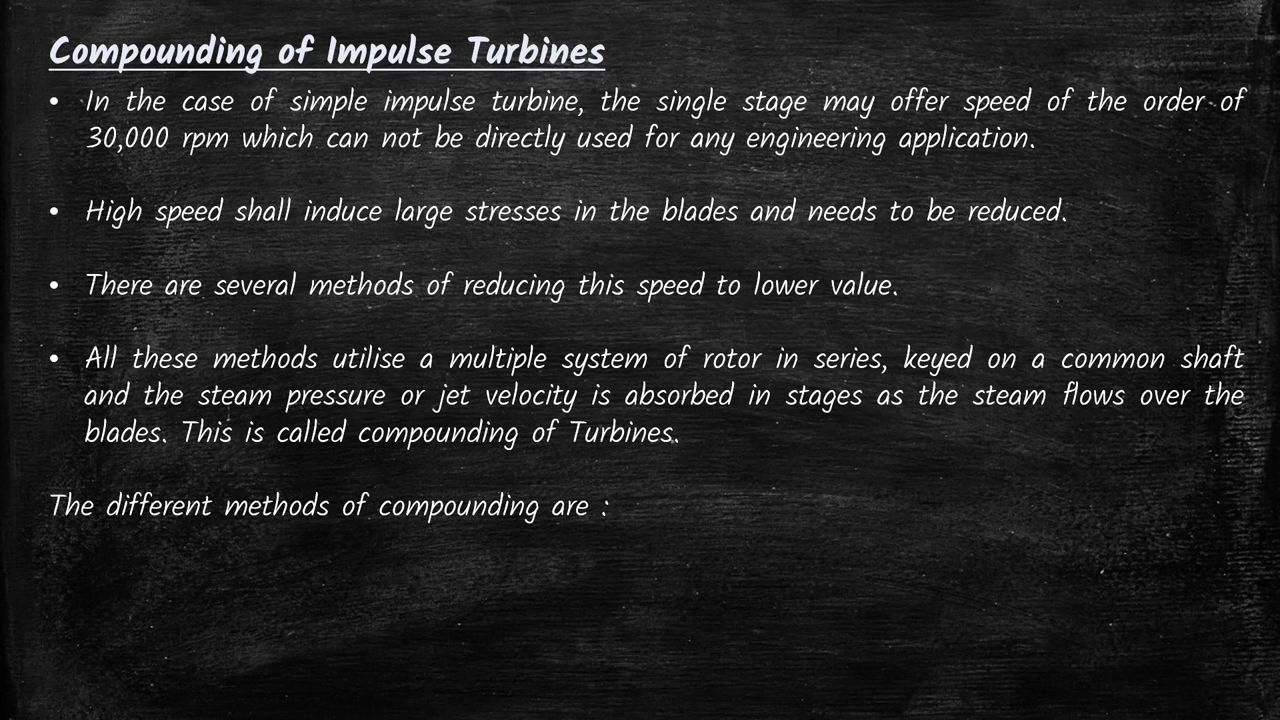 Compounding of Impulse Turbines
• In the case of simple impulse turbine, the single stage may offer speed of the order of
30,000 rpm which can not be directly used for any engineering application.
• High speed shall induce large stresses in the blades and needs to be reduced.
• There are several methods of reducing this speed to lower value.
• All these methods utilise a multiple system of rotor in series, keyed on a common shaft
and the steam pressure or jet velocity is absorbed in stages as the steam flows over the
blades. This is called compounding of Turbines.
The different methods of compounding are :